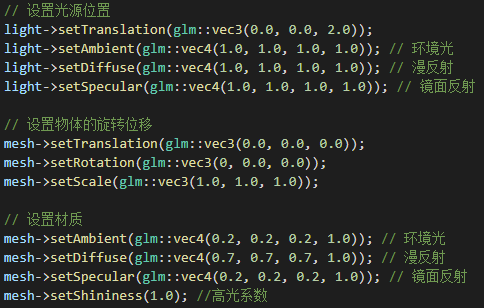 // 设置光源位置
light->setTranslation(glm::vec3(0.0, 0.0, 2.0));
light->setAmbient(glm::vec4(1.0, 1.0, 1.0, 1.0)); // 环境光
light->setDiffuse(glm::vec4(1.0, 1.0, 1.0, 1.0)); // 漫反射
light->setSpecular(glm::vec4(1.0, 1.0, 1.0, 1.0)); // 镜面反射
// 设置物体的旋转位移
mesh->setTranslation(glm::vec3(0.0, 0.0, 0.0));
mesh->setRotation(glm::vec3(0, 0.0, 0.0));
mesh->setScale(glm::vec3(1.0, 1.0, 1.0));
// 设置材质
mesh->setAmbient(glm::vec4(0.2, 0.2, 0.2, 1.0)); // 环境光
mesh->setDiffuse(glm::vec4(0.7, 0.7, 0.7, 1.0)); // 漫反射
mesh->setSpecular(glm::vec4(0.2, 0.2, 0.2, 1.0)); // 镜面反射
mesh->setShininess(1.0); //高光系数